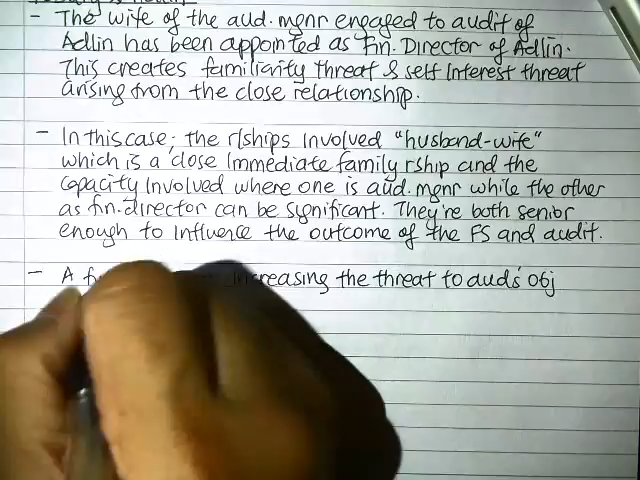 - The wife of the aud. mgnr engaged to audit of
Adlin has been appointed as Fin. Director of Adlin.
This creates familiarity threat & self interest threat
arising from the close relationship.
- In this case, the r/ships involved "husband-wife"
which is a close immediate family rship and the
capacity involved where one is aud. mgnr while the other
as fin. director can be significant. They're both senior
enough to influence the outcome of the FS and audit.
- A increasing the threat to aud's obj